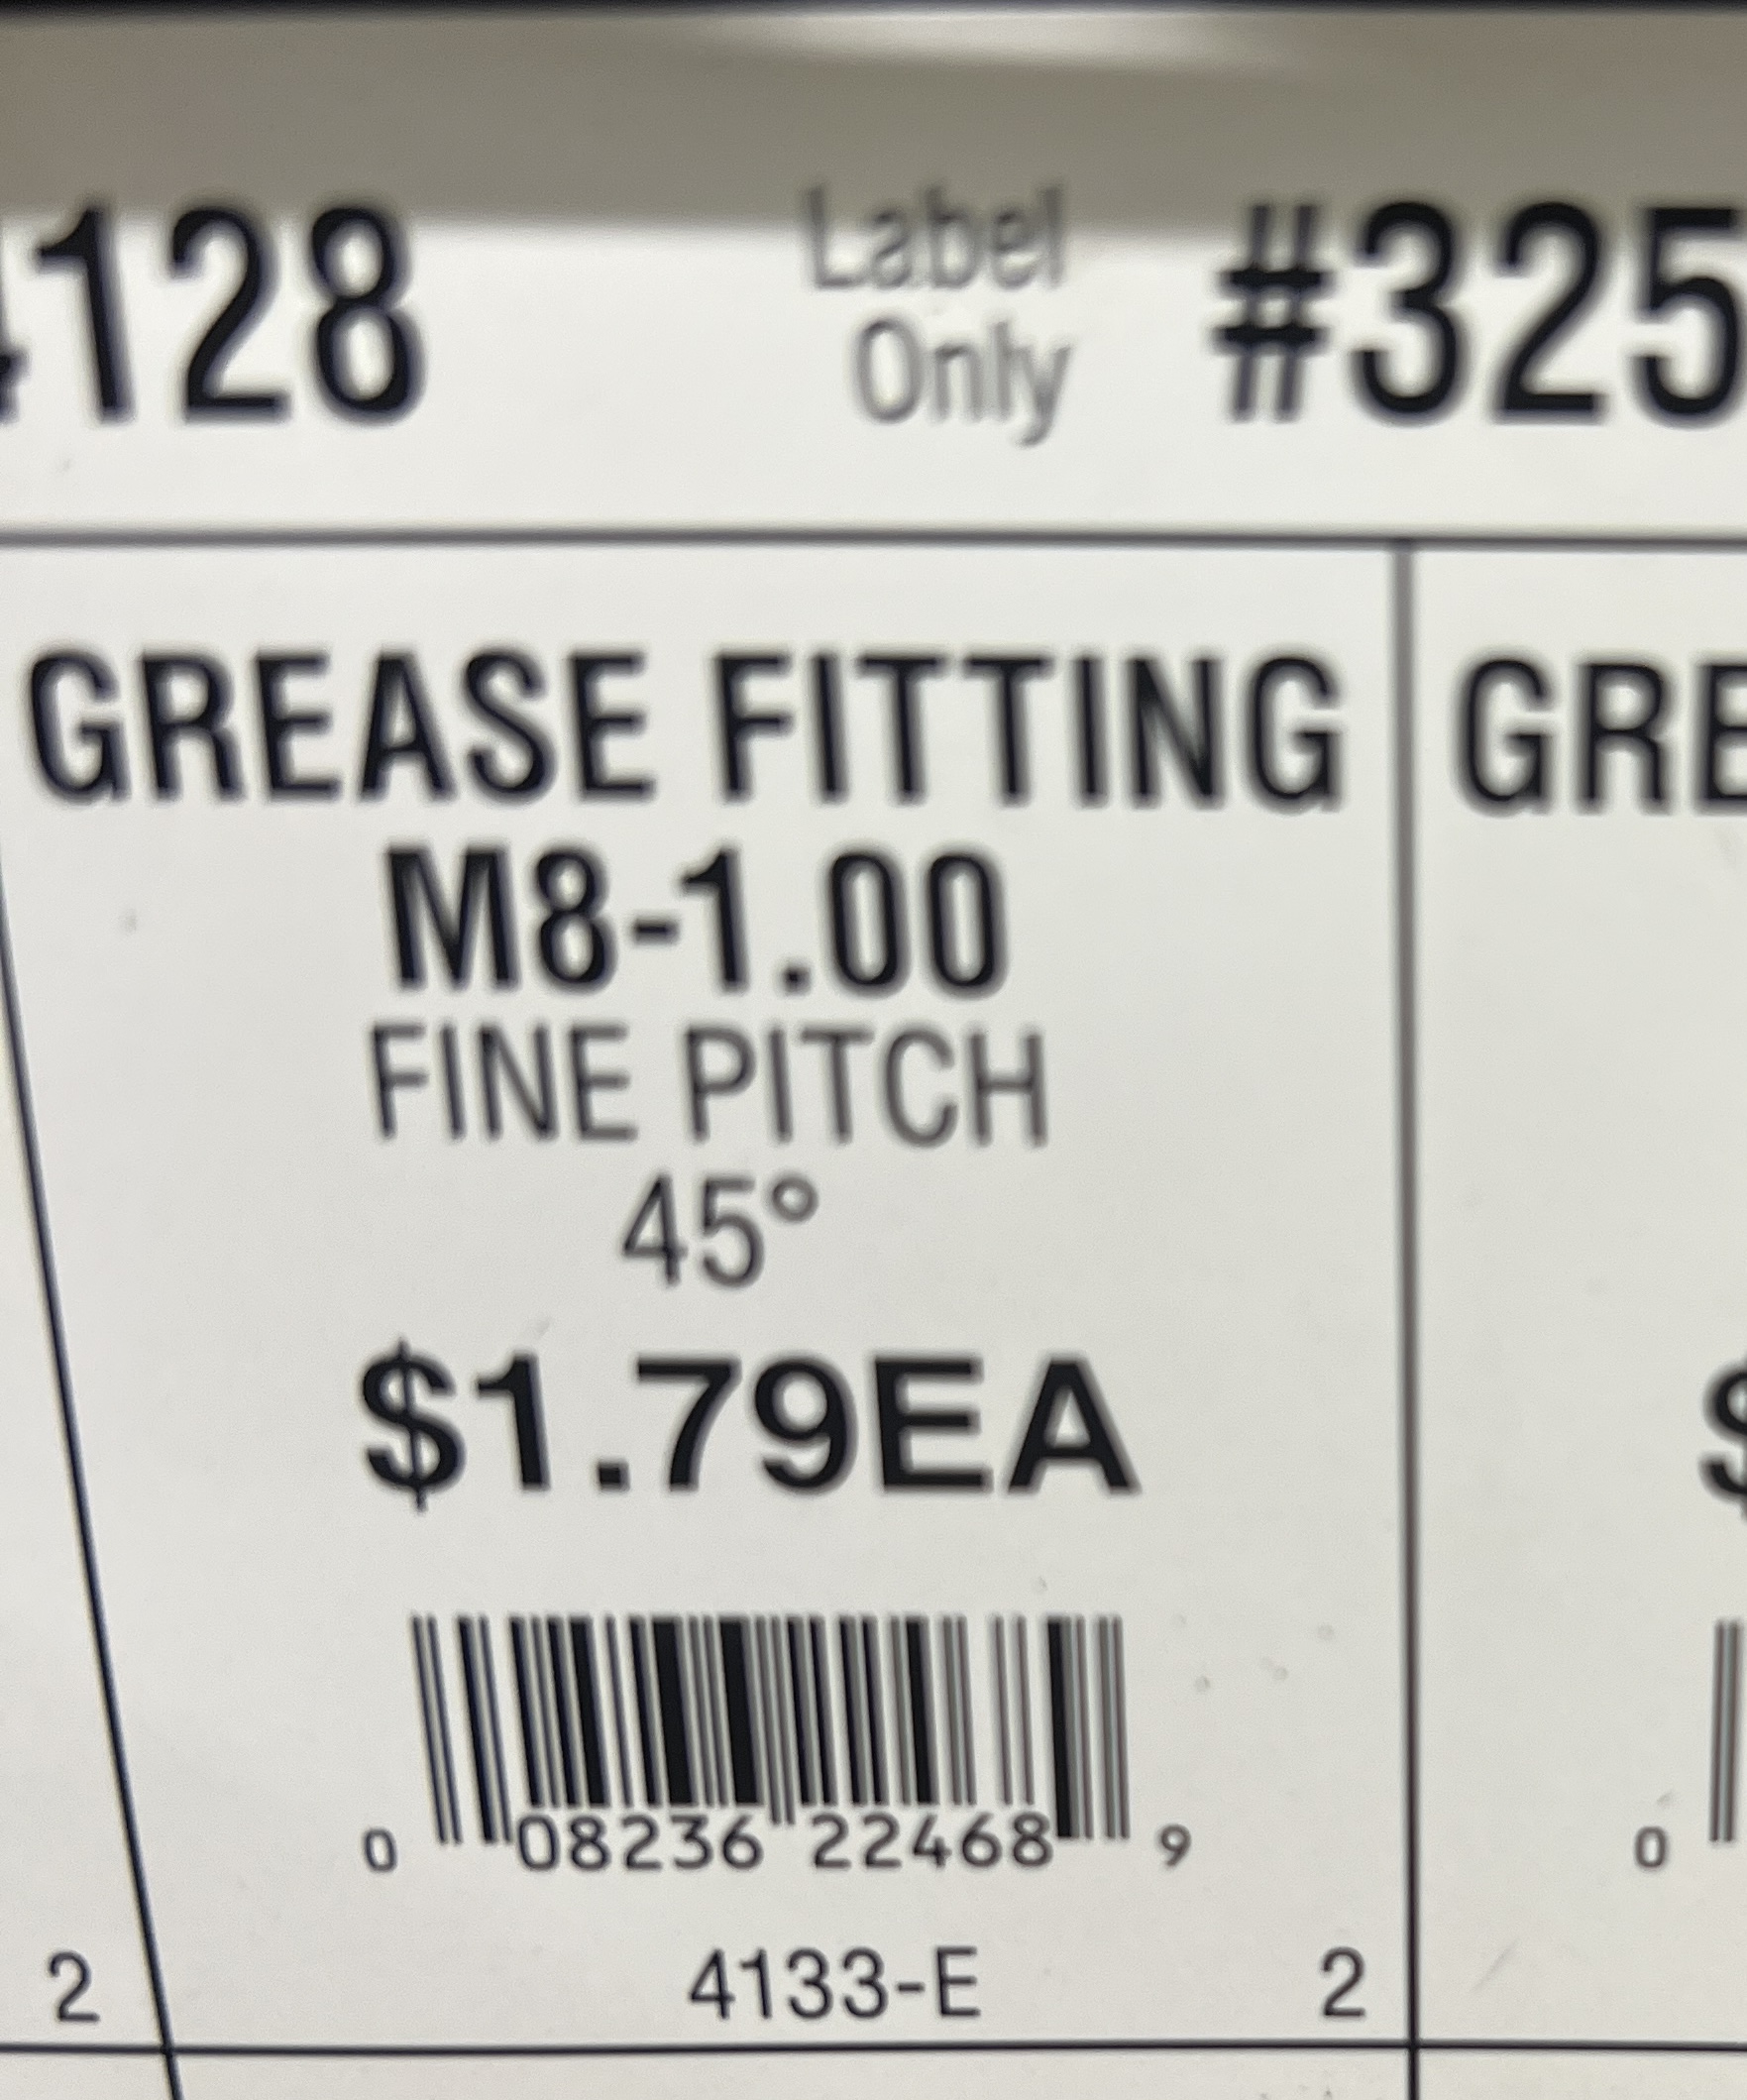 4128 Label Only #325
GREASE FITTING
M8-1.00
FINE PITCH
45°
$1.79EA
0 08236 22468 9
4133-E 2
2
GRE
$
0